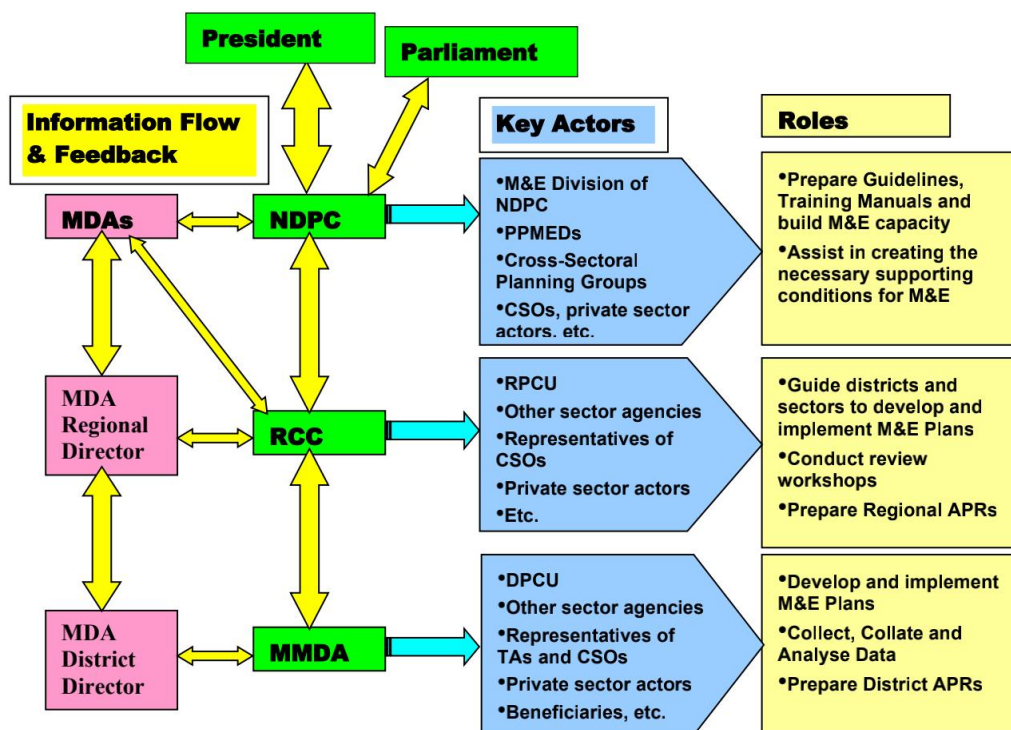 President
Parliament
Information Flow
& Feedback
Key Actors
Roles
MDAs
NDPC
•M&E Division of
NDPC
•PPMEDs
•Cross-Sectoral
Planning Groups
•CSOs, private sector
actors, etc.
•Prepare Guidelines,
Training Manuals and
build M&E capacity
•Assist in creating the
necessary supporting
conditions for M&E
MDA
Regional
Director
RCC
•RPCU
•Other sector agencies
•Representatives of
CSOs
•Private sector actors
•Etc.
•Guide districts and
sectors to develop and
implement M&E Plans
•Conduct review
workshops
•Prepare Regional APRs
MDA
District
Director
MMDA
•DPCU
•Other sector agencies
•Representatives of
TAs and CSOs
•Private sector actors
•Beneficiaries, etc.
•Develop and implement
M&E Plans
•Collect, Collate and
Analyse Data
•Prepare District APRs